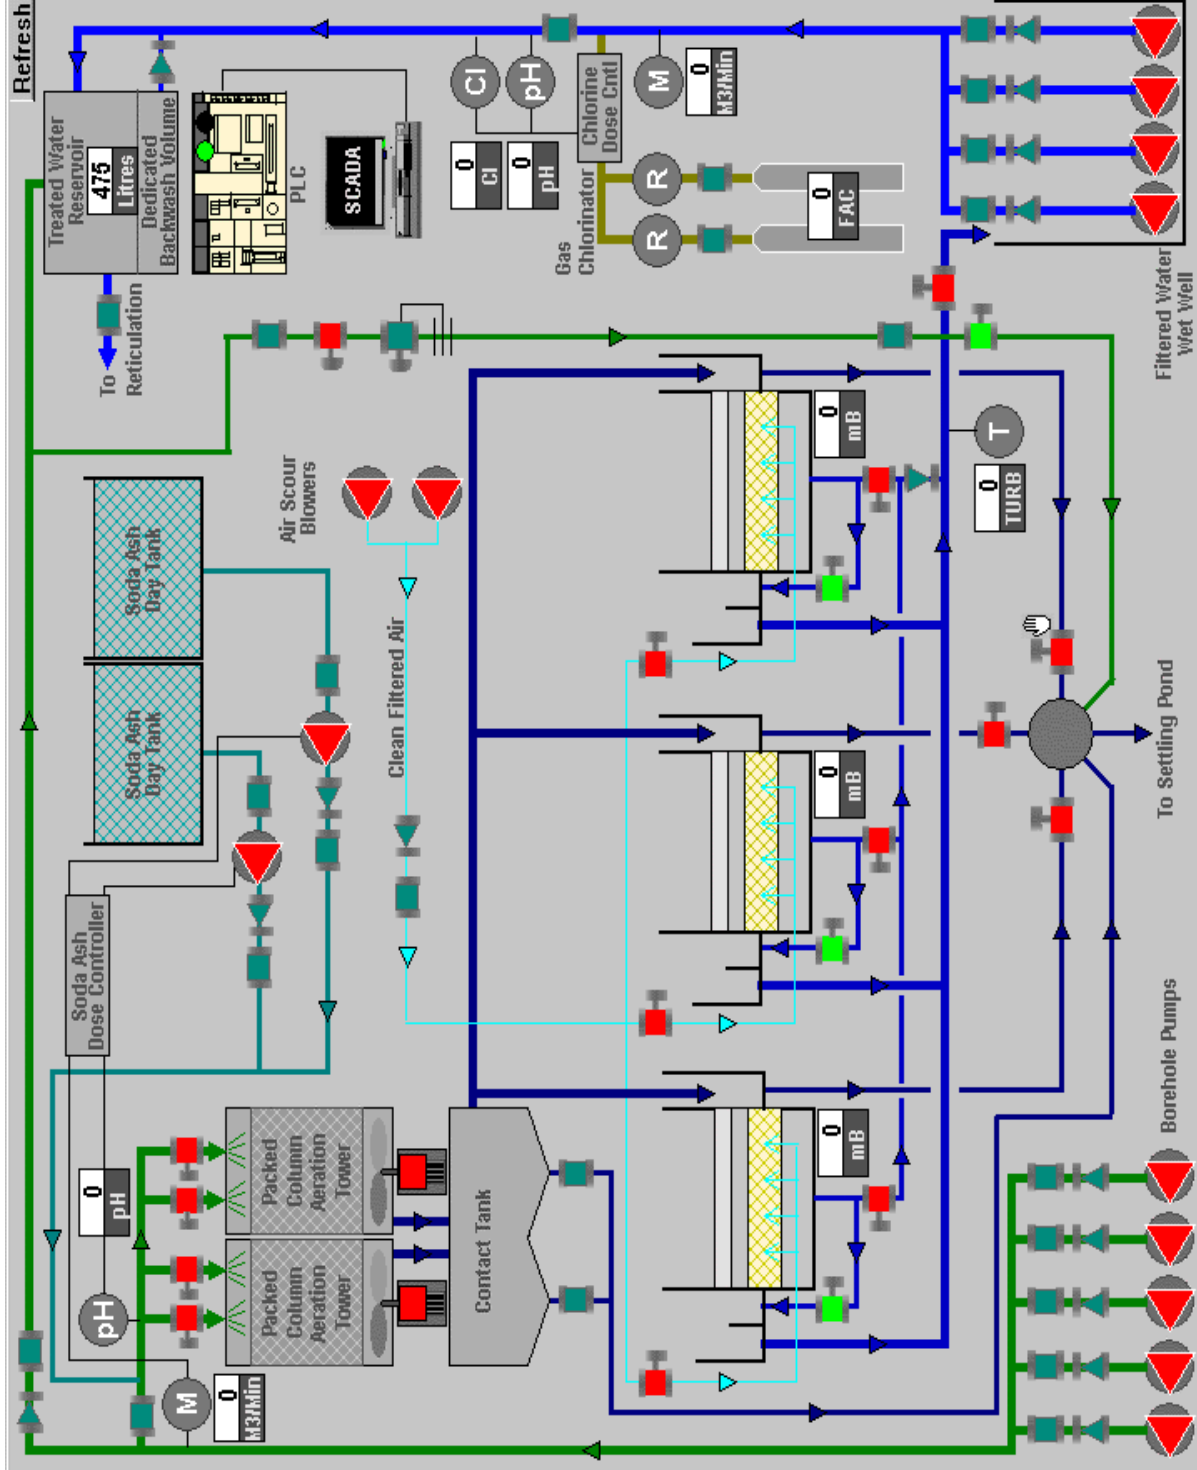 Refresh
Treated Water
Reservoir
475
Litres
Dedicated
Backwash Volume
To
Reticulation
PLC
SCADA
Cl
pH
0
Cl
0
pH
Chlorine
Dose Cntl
M
0
M3/Min
Gas
Chlorinator
R
R
0
FAC
Filtered Water
Wet Well
Soda Ash
Day Tank
Soda Ash
Day Tank
Air Scour
Blowers
Clean Filtered Air
Soda Ash
Dose Controller
0
pH
pH
M
0
M3/Min
Packed
Column
Aeration
Tower
Packed
Column
Aeration
Tower
Contact Tank
0
mB
0
mB
0
mB
T
0
TURB
To Settling Pond
Borehole Pumps